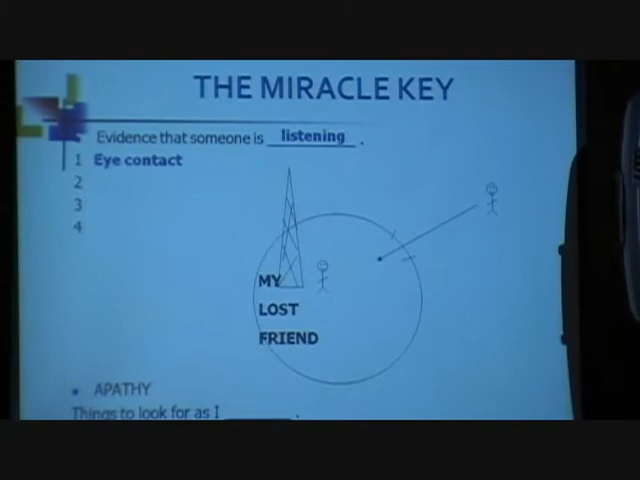 THE MIRACLE KEY
Evidence that someone is listening .
1 Eye contact
2
3
4
MY
LOST
FRIEND
• APATHY
Things to look for as I ________ .